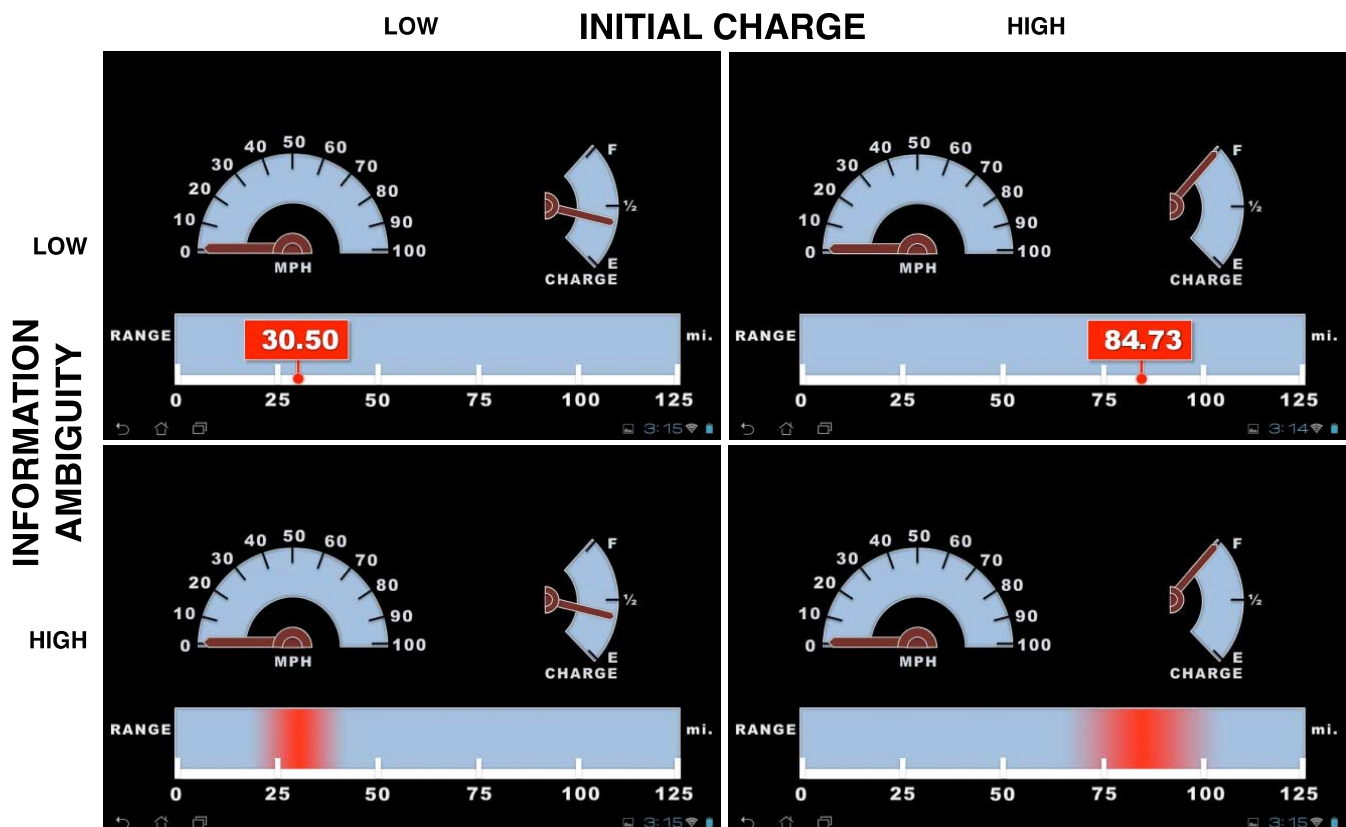 INITIAL CHARGE
LOW HIGH
INFORMATION AMBIGUITY
LOW
0 10 20 30 40 50 60 70 80 90 100
MPH
F ½ E
CHARGE
RANGE 30.50 mi.
0 25 50 75 100 125
3:15
0 10 20 30 40 50 60 70 80 90 100
MPH
F ½ E
CHARGE
RANGE 84.73 mi.
0 25 50 75 100 125
3:14
HIGH
0 10 20 30 40 50 60 70 80 90 100
MPH
F ½ E
CHARGE
RANGE mi.
0 25 50 75 100 125
3:15
0 10 20 30 40 50 60 70 80 90 100
MPH
F ½ E
CHARGE
RANGE mi.
0 25 50 75 100 125
3:15